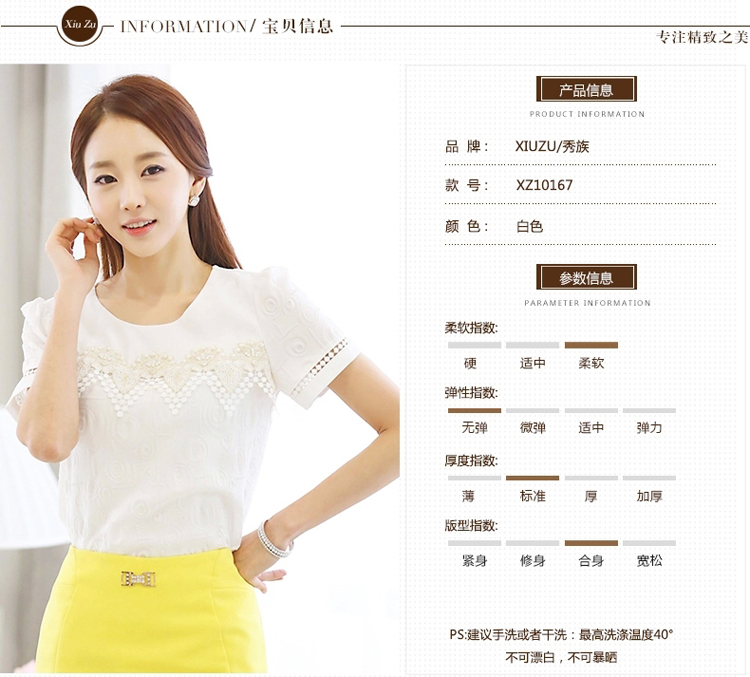 Xiu Zu
INFORMATION/ 宝贝信息
专注精致之美
产品信息
PRODUCT INFORMATION
品 牌： XIUZU/秀族
款 号： XZ10167
颜 色： 白色
参数信息
PARAMETER INFORMATION
柔软指数:
硬 适中 柔软
弹性指数:
无弹 微弹 适中 弹力
厚度指数:
薄 标准 厚 加厚
版型指数:
紧身 修身 合身 宽松
PS:建议手洗或者干洗：最高洗涤温度40°
不可漂白，不可暴晒